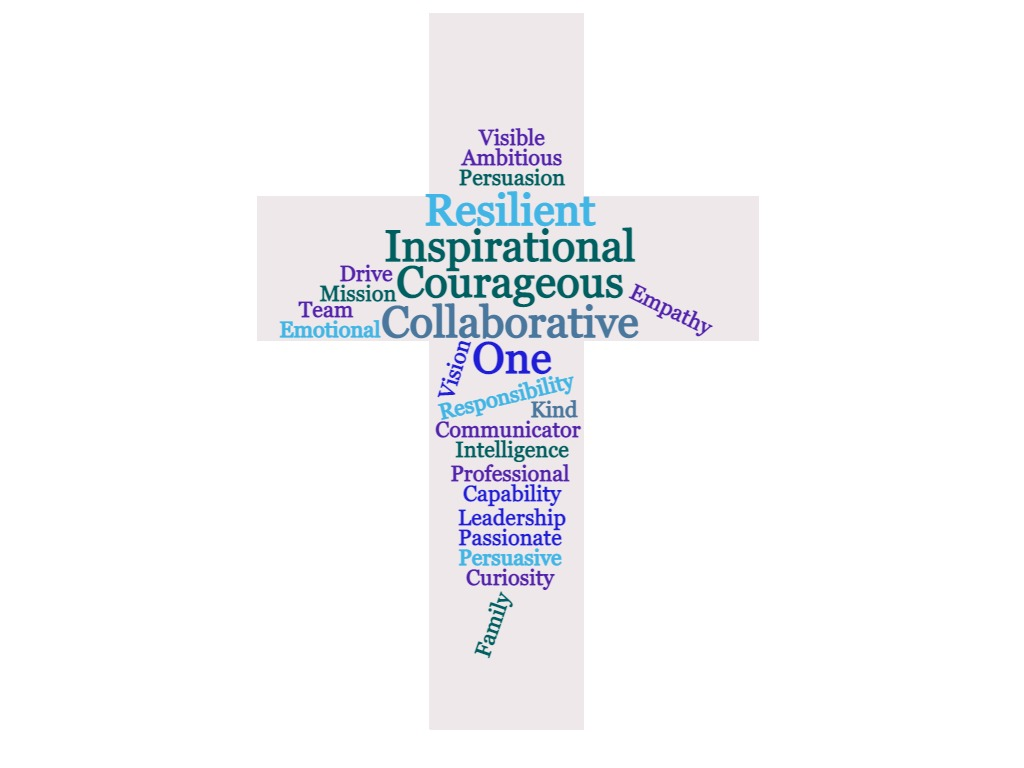 Visible
Ambitious
Persuasion
Resilient
Inspirational
Drive
Courageous
Mission
Empathy
Team
Collaborative
Emotional
One
Vision
Responsibility
Kind
Communicator
Intelligence
Professional
Capability
Leadership
Passionate
Persuasive
Curiosity
Family